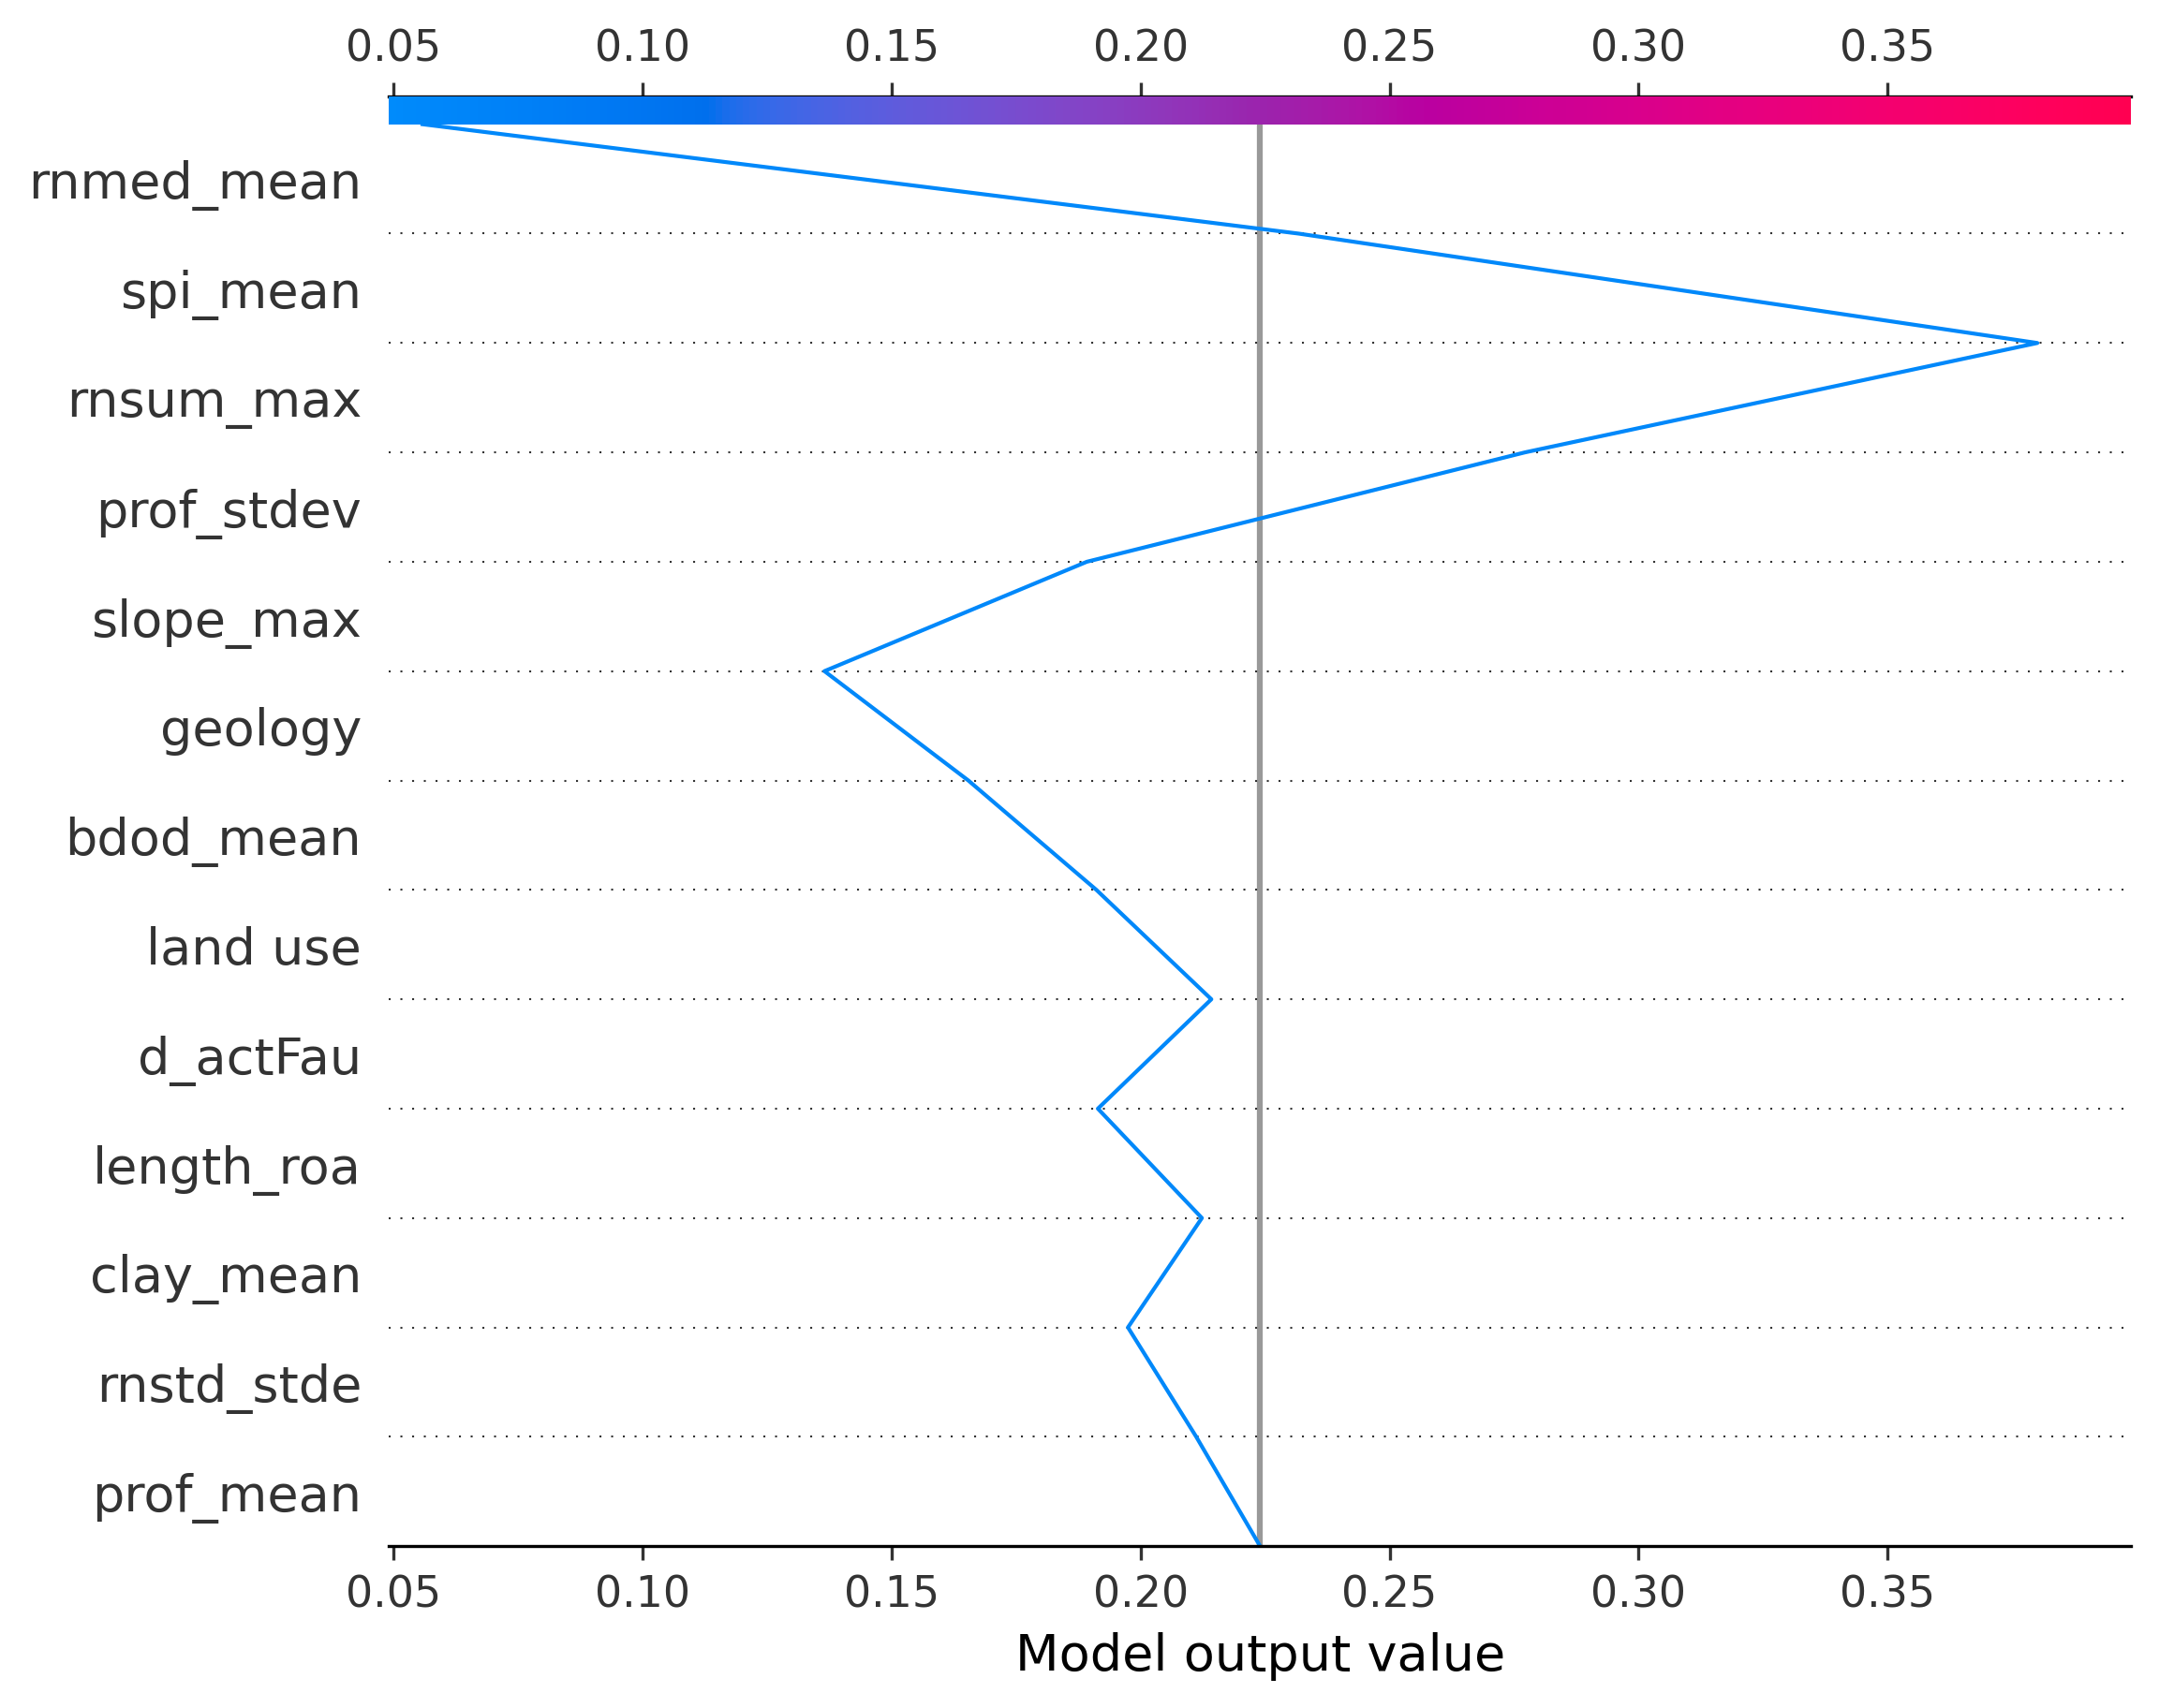 0.05 0.10 0.15 0.20 0.25 0.30 0.35
rnmed_mean
spi_mean
rnsum_max
prof_stdev
slope_max
geology
bdod_mean
land use
d_actFau
length_roa
clay_mean
rnstd_stde
prof_mean
0.05 0.10 0.15 0.20 0.25 0.30 0.35
Model output value